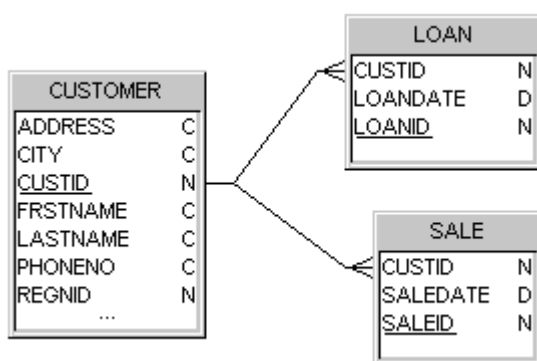 CUSTOMER
ADDRESS C
CITY C
CUSTID N
FRSTNAME C
LASTNAME C
PHONENO C
REGNID N
...
LOAN
CUSTID N
LOANDATE D
LOANID N
SALE
CUSTID N
SALEDATE D
SALEID N